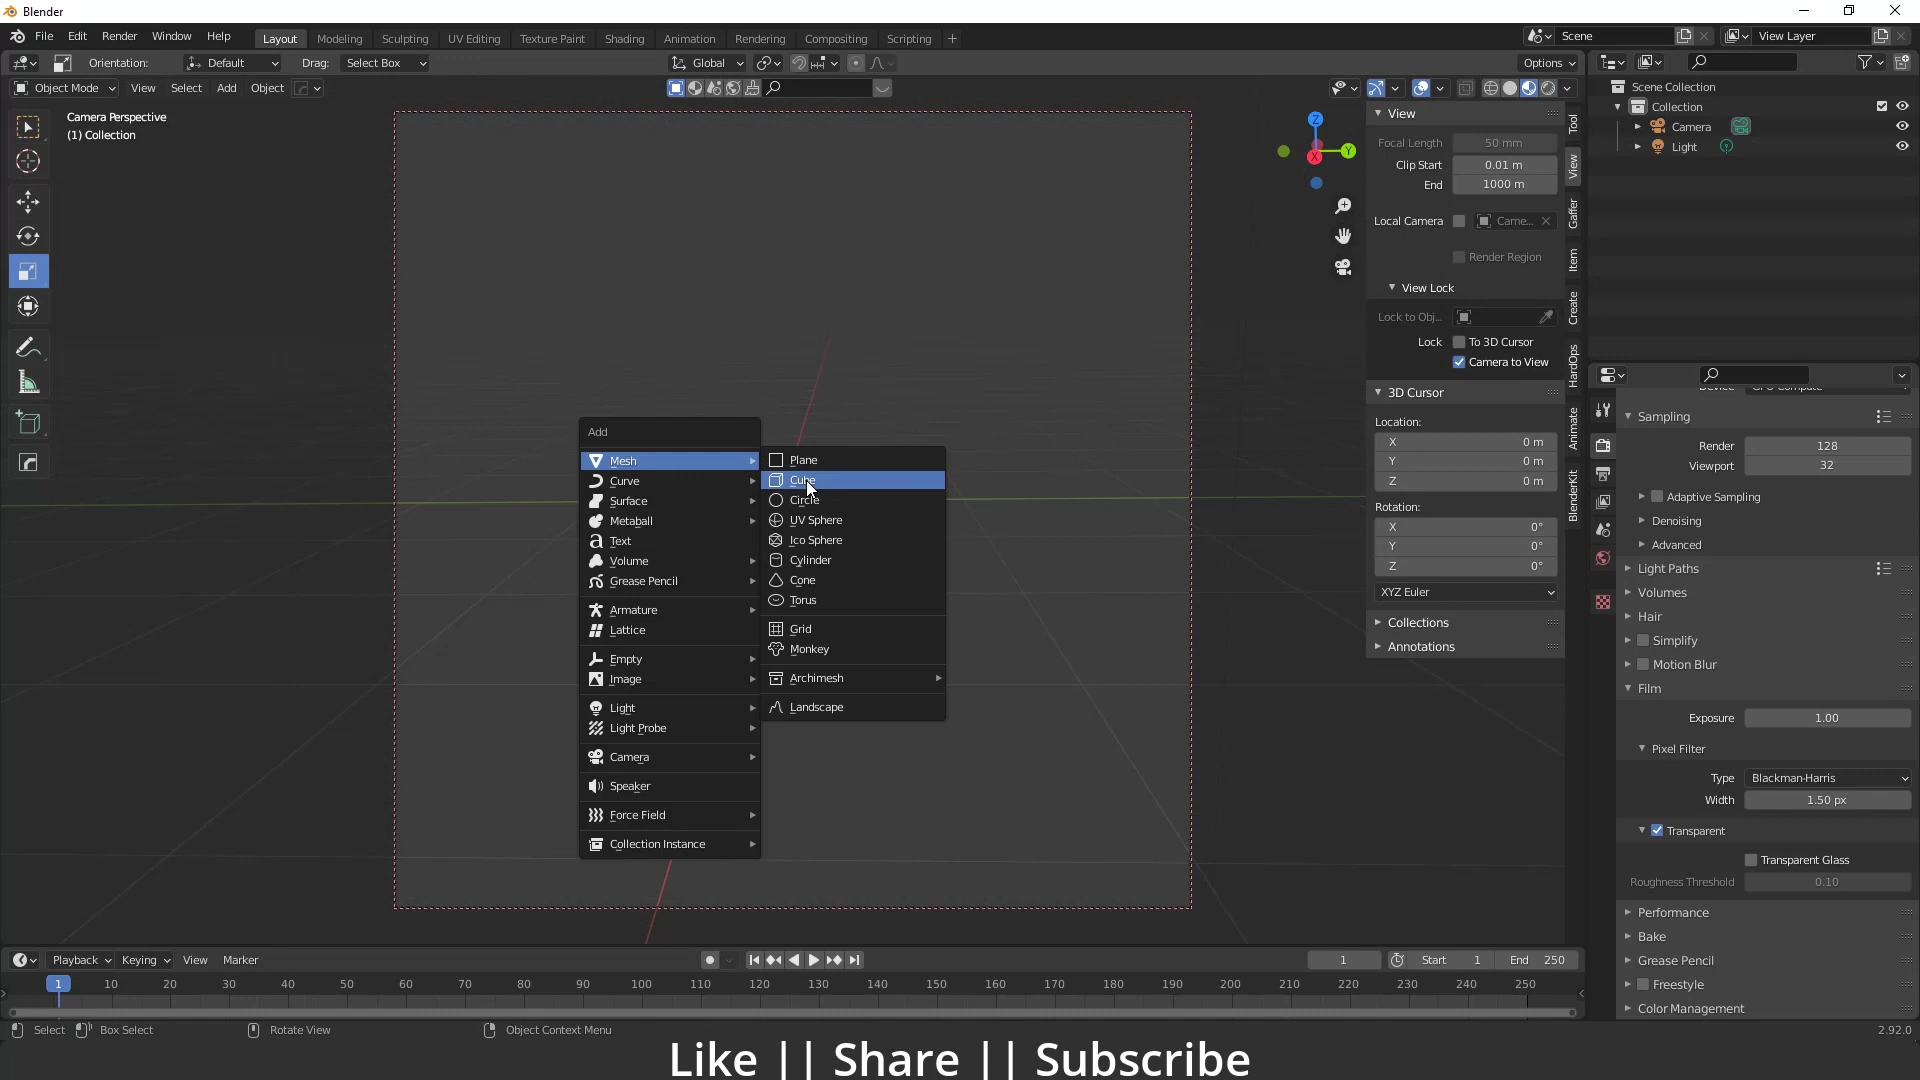 Blender
File Edit Render Window Help
Layout Modeling Sculpting UV Editing Texture Paint Shading Animation Rendering Compositing Scripting +
Scene
View Layer
Orientation: Default Drag: Select Box
Global
Options
Object Mode View Select Add Object
Camera Perspective
(1) Collection
Z
Y
X
View
Focal Length 50 mm
Clip Start 0.01 m
End 1000 m
Local Camera Came...
Render Region
View Lock
Lock to Obj...
Lock To 3D Cursor
Camera to View
3D Cursor
Location:
X 0 m
Y 0 m
Z 0 m
Rotation:
X 0°
Y 0°
Z 0°
XYZ Euler
Collections
Annotations
Tool
View
Gaffer
Item
Create
HardOps
Animate
BlenderKit
Scene Collection
Collection
Camera
Light
Sampling
Render 128
Viewport 32
Adaptive Sampling
Denoising
Advanced
Light Paths
Volumes
Hair
Simplify
Motion Blur
Film
Exposure 1.00
Pixel Filter
Type Blackman-Harris
Width 1.50 px
Transparent
Transparent Glass
Roughness Threshold 0.10
Performance
Bake
Grease Pencil
Freestyle
Color Management
Add
Mesh
Curve
Surface
Metaball
Text
Volume
Grease Pencil
Armature
Lattice
Empty
Image
Light
Light Probe
Camera
Speaker
Force Field
Collection Instance
Plane
Cube
Circle
UV Sphere
Ico Sphere
Cylinder
Cone
Torus
Grid
Monkey
Archimesh
Landscape
Playback Keying View Marker
1 Start 1 End 250
1 10 20 30 40 50 60 70 80 90 100 110 120 130 140 150 160 170 180 190 200 210 220 230 240 250
Select Box Select Rotate View Object Context Menu
2.92.0
Like || Share || Subscribe